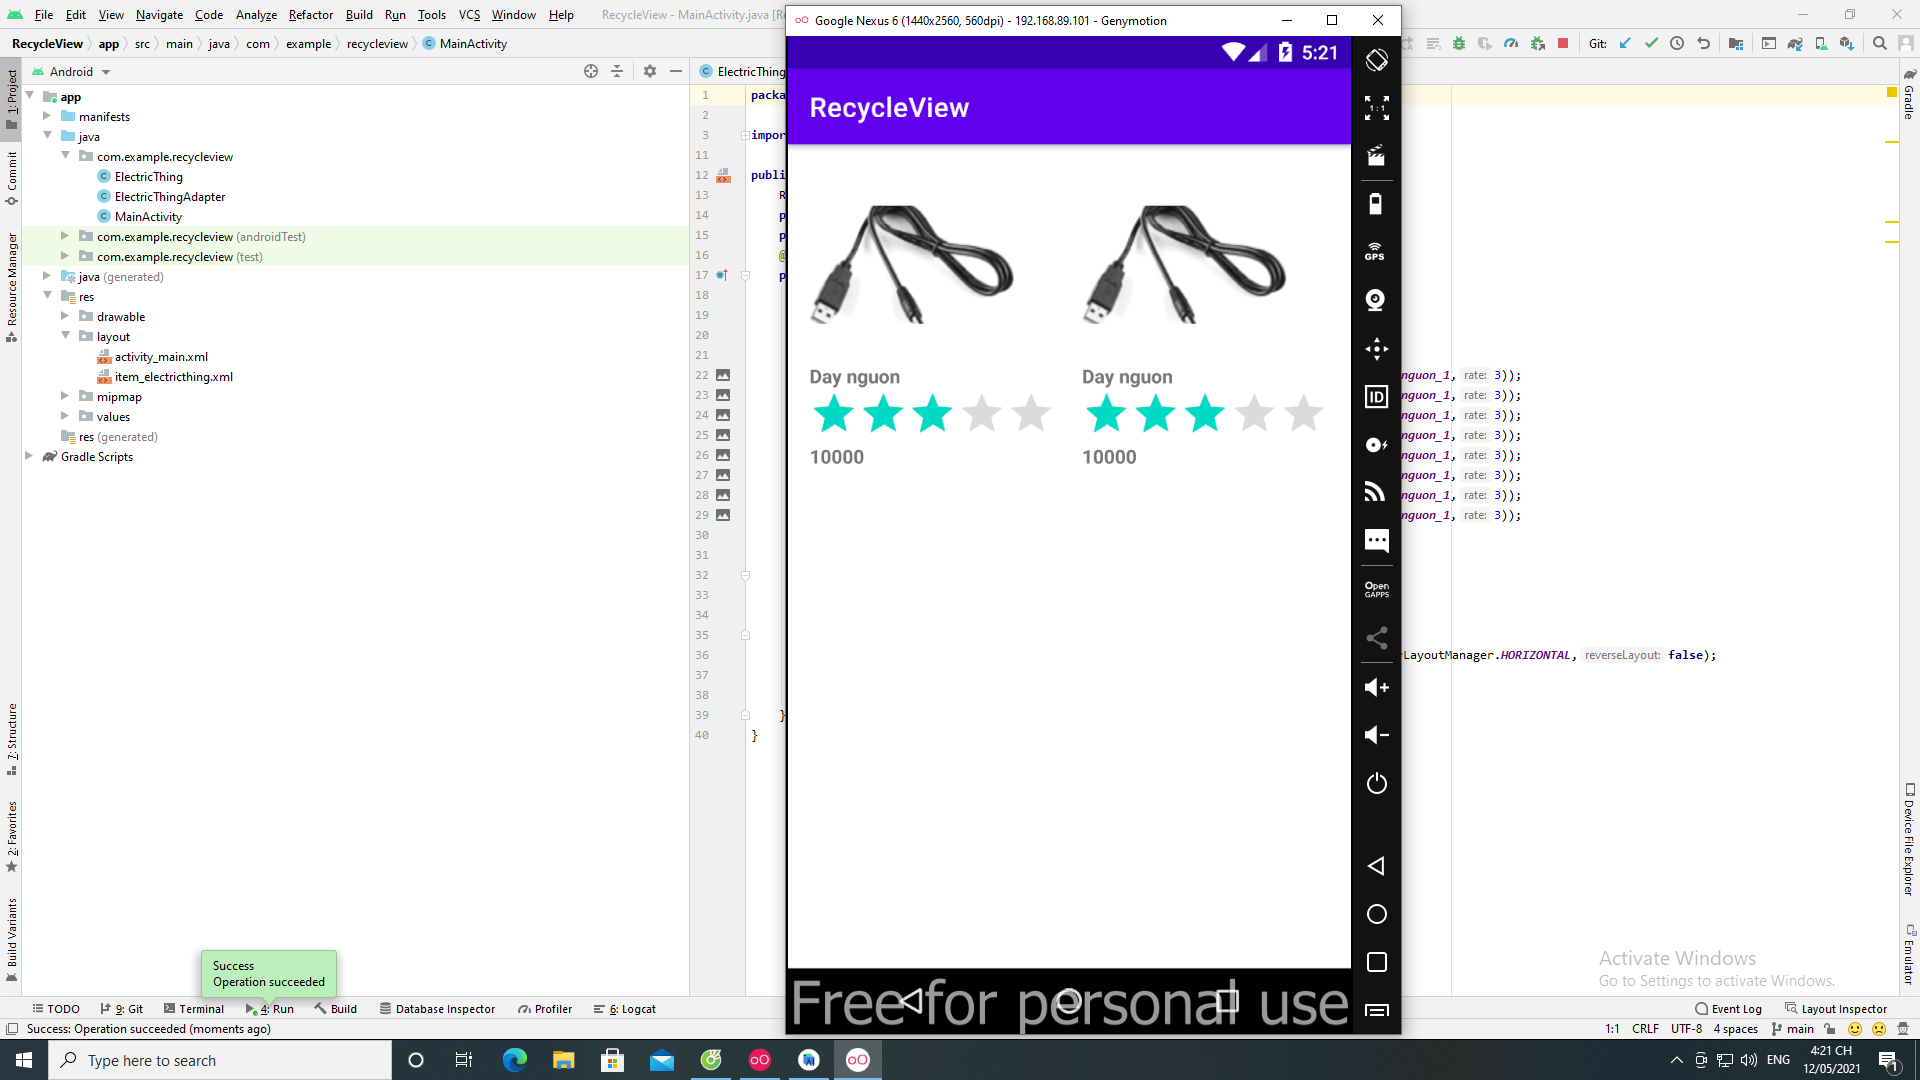 File Edit View Navigate Code Analyze Refactor Build Run Tools VCS Window Help RecycleView - MainActivity.java [R
Google Nexus 6 (1440x2560, 560dpi) - 192.168.89.101 - Genymotion
RecycleView app src main java com example recycleview MainActivity
Git:
Android
ElectricThing
1: Project
Commit
Resource Manager
7: Structure
2: Favorites
Build Variants
app
manifests
java
com.example.recycleview
ElectricThing
ElectricThingAdapter
MainActivity
com.example.recycleview (androidTest)
com.example.recycleview (test)
java (generated)
res
drawable
layout
activity_main.xml
item_electricthing.xml
mipmap
values
res (generated)
Gradle Scripts
1 packa
2
3 impor
11
12 publi
13 R
14 p
15 p
16 @
17 p
18
19
20
21
22 nguon_1, rate: 3));
23 nguon_1, rate: 3));
24 nguon_1, rate: 3));
25 nguon_1, rate: 3));
26 nguon_1, rate: 3));
27 nguon_1, rate: 3));
28 nguon_1, rate: 3));
29 nguon_1, rate: 3));
30
31
32
33
34
35
36 LayoutManager.HORIZONTAL, reverseLayout: false);
37
38
39 }
40 }
5:21
RecycleView
Day nguon
10000
Day nguon
10000
Free for personal use
1:1
GPS
ID
Open
GAPPS
Gradle
Device File Explorer
Emulator
Activate Windows
Go to Settings to activate Windows.
Success
Operation succeeded
TODO 9: Git Terminal 4: Run Build Database Inspector Profiler 6: Logcat Event Log Layout Inspector
Success: Operation succeeded (moments ago) 1:1 CRLF UTF-8 4 spaces main
Type here to search
ENG
4:21 CH
12/05/2021
1